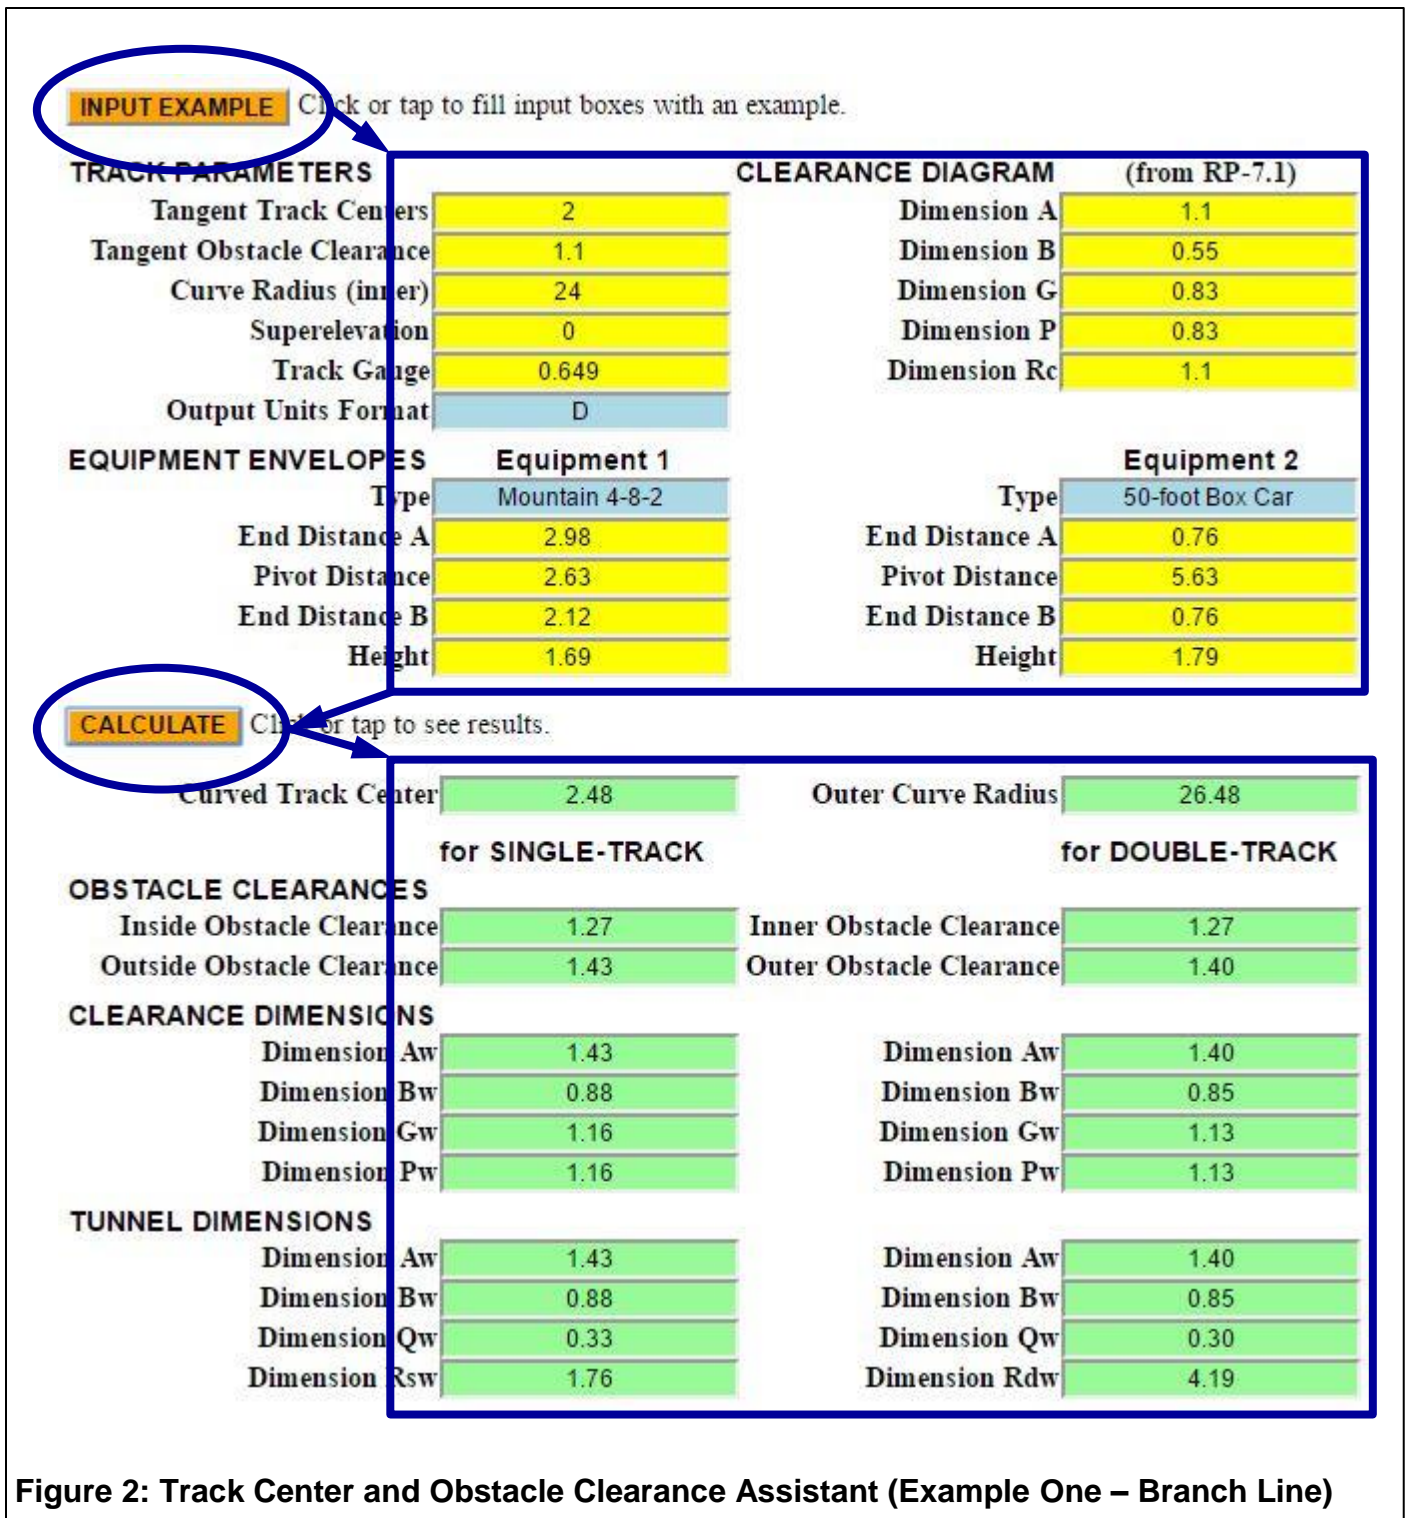 INPUT EXAMPLE Click or tap to fill input boxes with an example.
TRACK PARAMETERS CLEARANCE DIAGRAM (from RP-7.1)
Tangent Track Centers 2 Dimension A 1.1
Tangent Obstacle Clearance 1.1 Dimension B 0.55
Curve Radius (inner) 24 Dimension G 0.83
Superelevation 0 Dimension P 0.83
Track Gauge 0.649 Dimension Rc 1.1
Output Units Format D
EQUIPMENT ENVELOPES Equipment 1 Equipment 2
Type Mountain 4-8-2 Type 50-foot Box Car
End Distance A 2.98 End Distance A 0.76
Pivot Distance 2.63 Pivot Distance 5.63
End Distance B 2.12 End Distance B 0.76
Height 1.69 Height 1.79
CALCULATE Click or tap to see results.
Curved Track Center 2.48 Outer Curve Radius 26.48
for SINGLE-TRACK for DOUBLE-TRACK
OBSTACLE CLEARANCES
Inside Obstacle Clearance 1.27 Inner Obstacle Clearance 1.27
Outside Obstacle Clearance 1.43 Outer Obstacle Clearance 1.40
CLEARANCE DIMENSIONS
Dimension Aw 1.43 Dimension Aw 1.40
Dimension Bw 0.88 Dimension Bw 0.85
Dimension Gw 1.16 Dimension Gw 1.13
Dimension Pw 1.16 Dimension Pw 1.13
TUNNEL DIMENSIONS
Dimension Aw 1.43 Dimension Aw 1.40
Dimension Bw 0.88 Dimension Bw 0.85
Dimension Qw 0.33 Dimension Qw 0.30
Dimension Rsw 1.76 Dimension Rdw 4.19
Figure 2: Track Center and Obstacle Clearance Assistant (Example One – Branch Line)